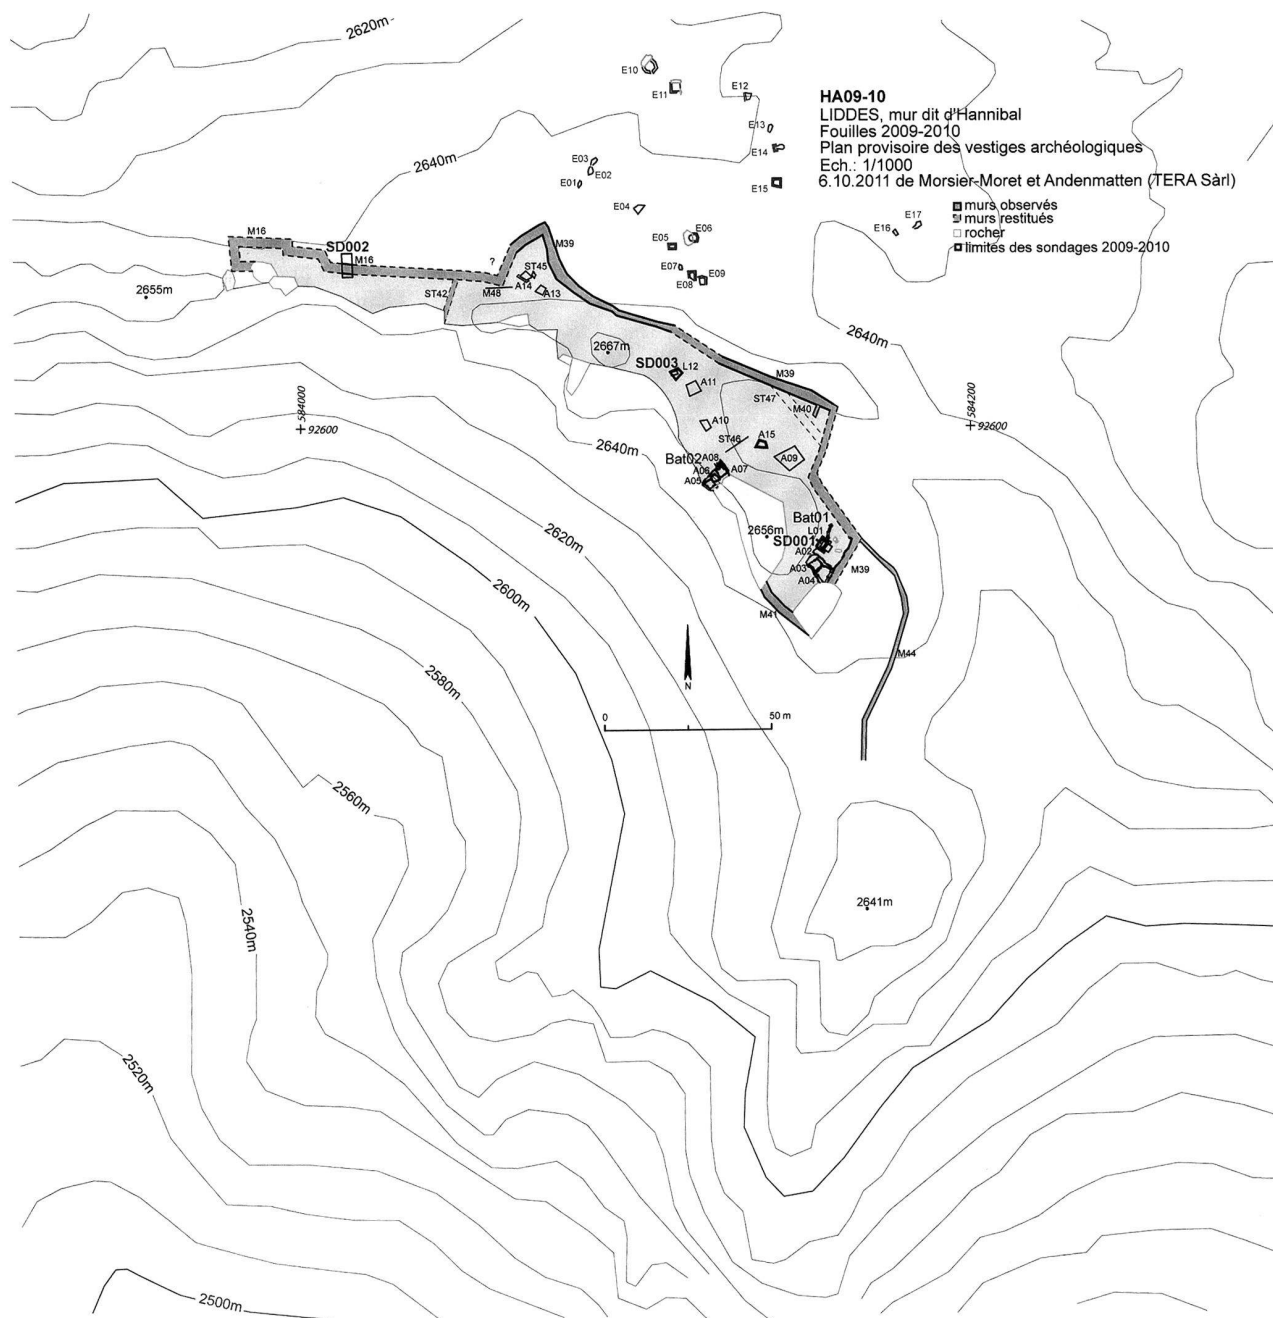 2620m
E10
E11
E12
HA09-10
LIDDES, mur dit d'Hannibal
Fouilles 2009-2010
Plan provisoire des vestiges archéologiques
Ech.: 1/1000
6.10.2011 de Morsier-Moret et Andenmatten (TERA Sàrl)
murs observés
murs restitués
rocher
limites des sondages 2009-2010
E13
E14
E15
2640m
E03
E02
E01
E04
E05
E06
E07
E08
E09
E16
E17
M16
SD002
M16
?
M39
ST45
A14
A13
M48
ST42
2655m
2667m
2640m
SD003
L12
A11
M39
ST47
M40
584000
92600
584200
92600
A10
2640m
ST46
A15
A09
Bat02
A08
A06
A07
A05
Bat01
2656m
L01
SD001
A02
A03
A04
M39
M41
M44
2620m
2600m
2580m
N
0
50 m
2560m
2641m
2540m
2520m
2500m